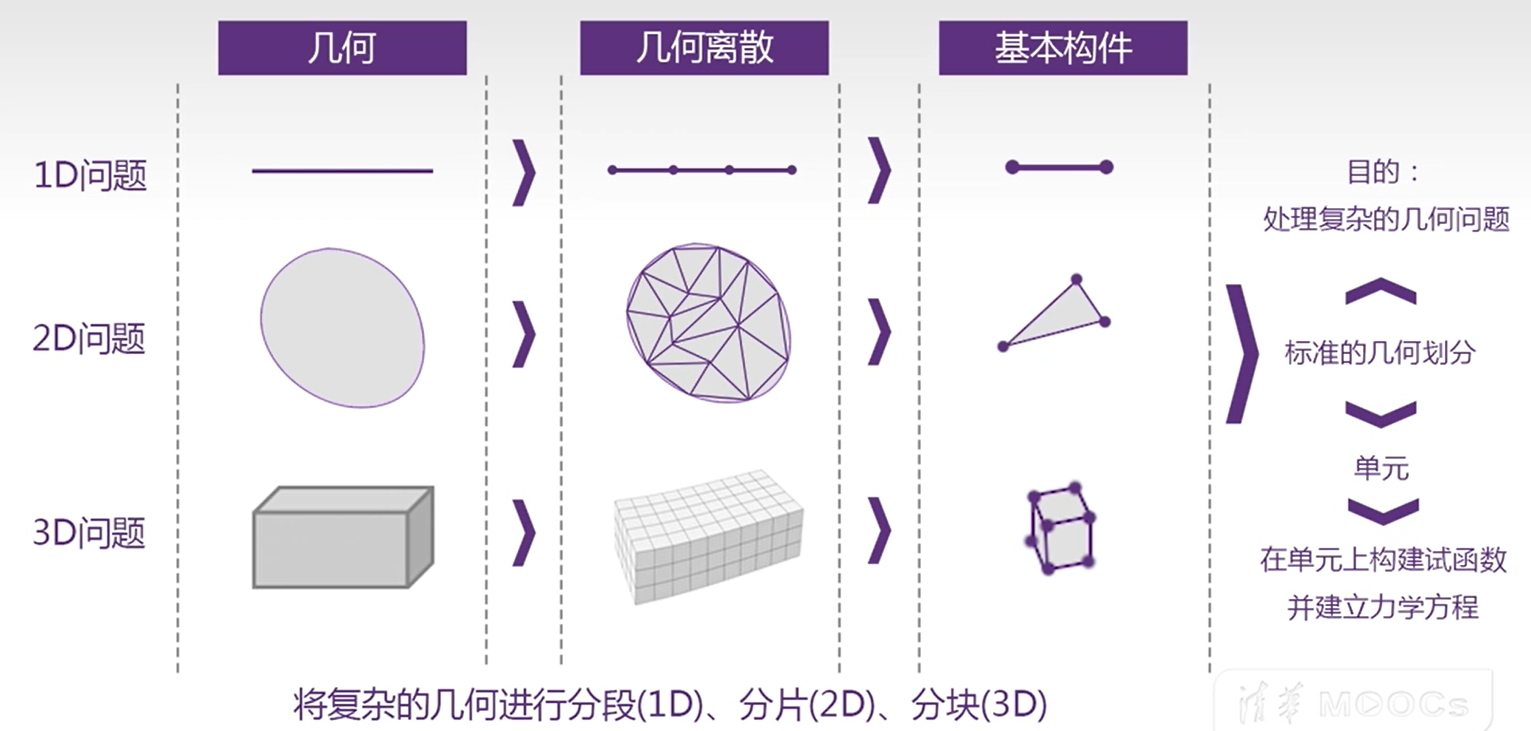 几何
几何离散
基本构件
1D问题
2D问题
3D问题
目的：
处理复杂的几何问题
标准的几何划分
单元
在单元上构建试函数
并建立力学方程
将复杂的几何进行分段(1D)、分片(2D)、分块(3D)
清华 MOOCs